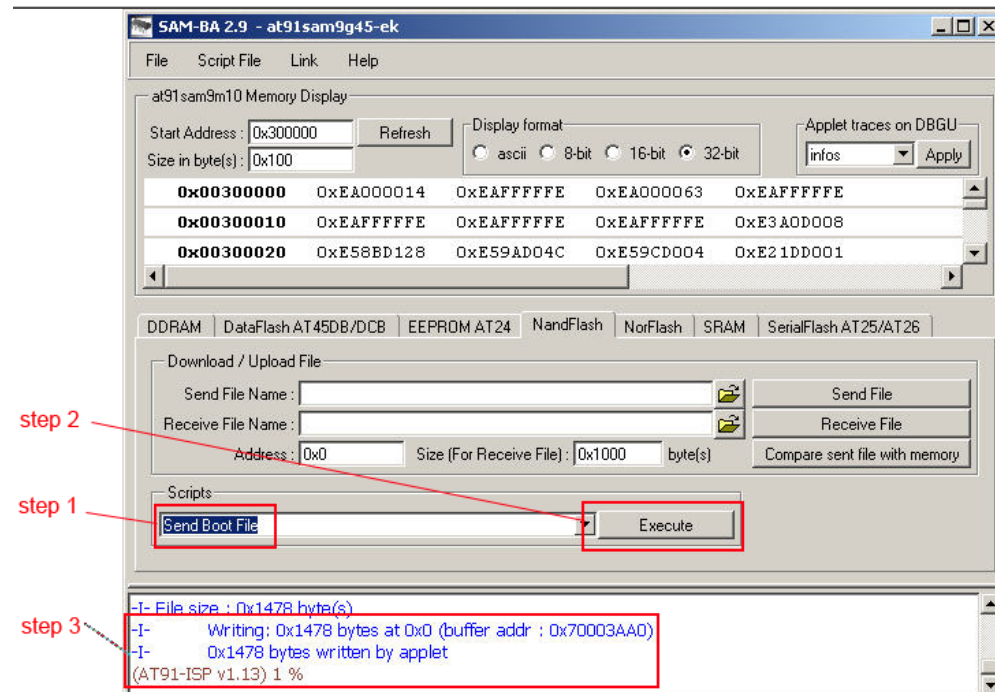 SAM-BA 2.9 - at91sam9g45-ek
File Script File Link Help
at91sam9m10 Memory Display
Start Address : 0x300000 Refresh
Size in byte(s) : 0x100
Display format
ascii 8-bit 16-bit 32-bit
Applet traces on DBGU
infos Apply
0x00300000 0xEA000014 0xEAFFFFFE 0xEA000063 0xEAFFFFFE
0x00300010 0xEAFFFFFE 0xEAFFFFFE 0xEAFFFFFE 0xE3A0D008
0x00300020 0xE58BD128 0xE59AD04C 0xE59CD004 0xE21DD001
DDRAM DataFlash AT45DB/DCB EEPROM AT24 NandFlash NorFlash SRAM SerialFlash AT25/AT26
Download / Upload File
Send File Name : Send File
Receive File Name : Receive File
Address : 0x0 Size (For Receive File) : 0x1000 byte(s) Compare sent file with memory
step 2
Scripts
step 1
Send Boot File Execute
-I- File size : 0x1478 byte(s)
step 3
-I- Writing: 0x1478 bytes at 0x0 (buffer addr : 0x70003AA0)
-I- 0x1478 bytes written by applet
(AT91-ISP v1.13) 1 %